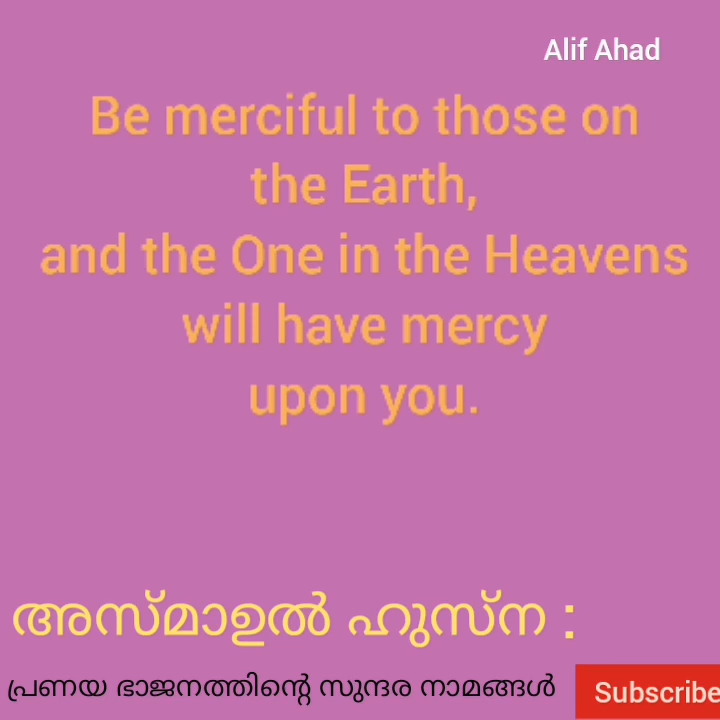 Alif Ahad
Be merciful to those on
the Earth,
and the One in the Heavens
will have mercy
upon you.
അസ്മാഉൽ ഹുസ്ന :
പ്രണയ ഭാജനത്തിന്റെ സുന്ദര നാമങ്ങൾ
Subscribe